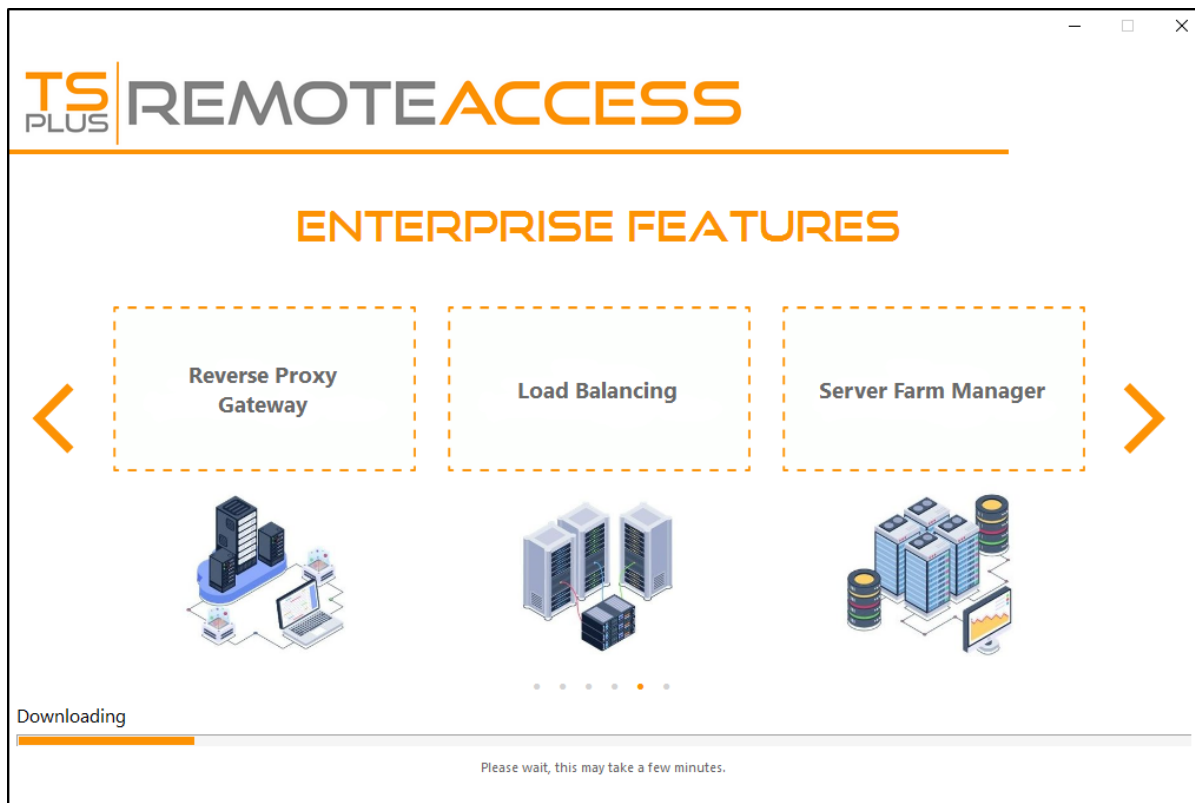 TS PLUS REMOTEACCESS
ENTERPRISE FEATURES
Reverse Proxy
Gateway
Load Balancing
Server Farm Manager
Downloading
Please wait, this may take a few minutes.